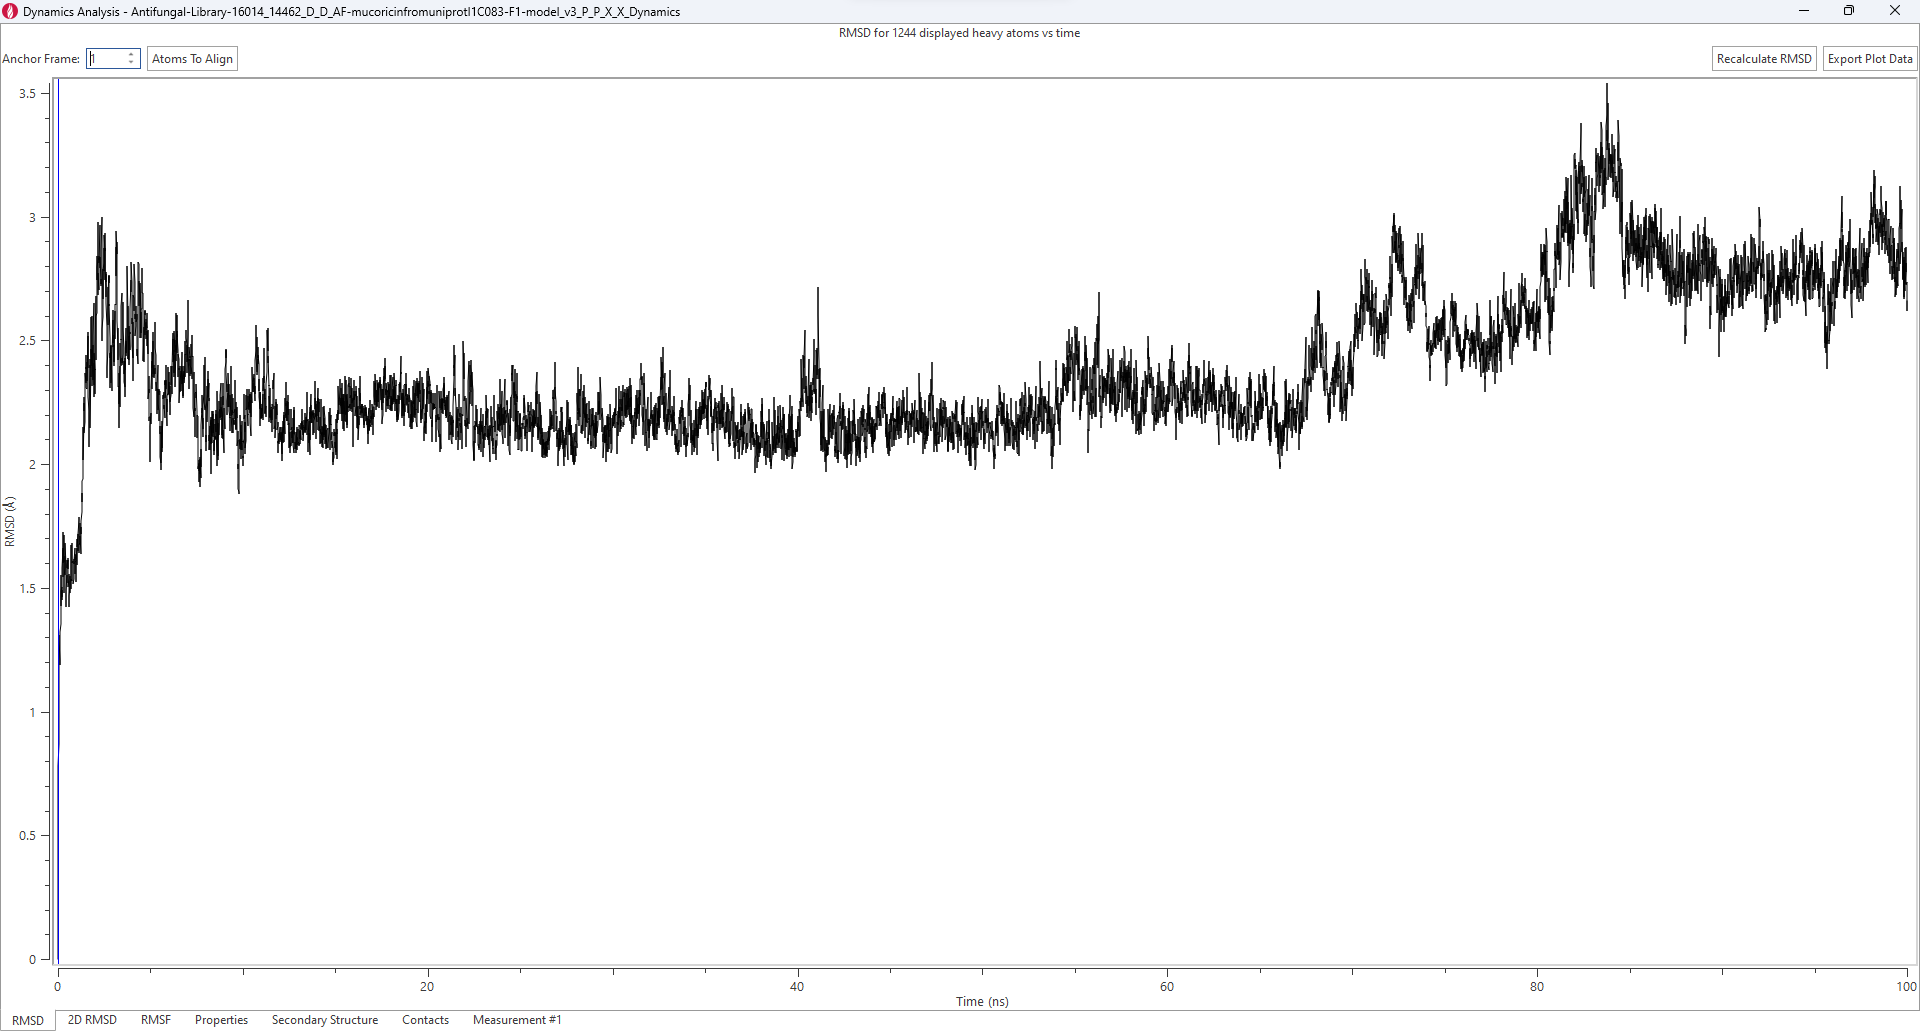 Dynamics Analysis - Antifungal-Library-16014_14462_D_D_AF-mucoricinfromuniprotI1C083-F1-model_v3_P_P_X_X_Dynamics
RMSD for 1244 displayed heavy atoms vs time
Anchor Frame: 1 Atoms To Align Recalculate RMSD Export Plot Data
3.5
3
2.5
2
1.5
1
0.5
0
RMSD (Å)
0 20 40 60 80 100
Time (ns)
RMSD 2D RMSD RMSF Properties Secondary Structure Contacts Measurement #1